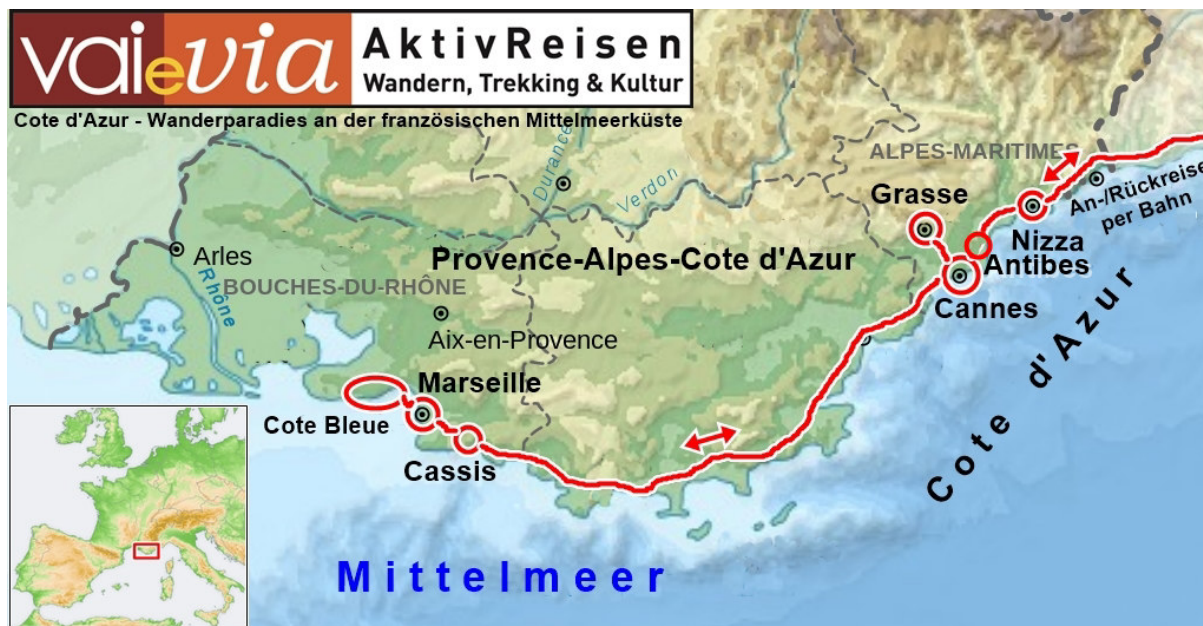 vaievia
AktivReisen
Wandern, Trekking & Kultur
Cote d'Azur - Wanderparadies an der französischen Mittelmeerküste
Durance
Verdon
ALPES-MARITIMES
Grasse
An-/Rückreise
per Bahn
Nizza
Arles
Rhône
BOUCHES-DU-RHÔNE
Provence-Alpes-Cote d'Azur
Antibes
Cannes
Aix-en-Provence
Marseille
Cote Bleue
Cassis
Cote d'Azur
Mittelmeer